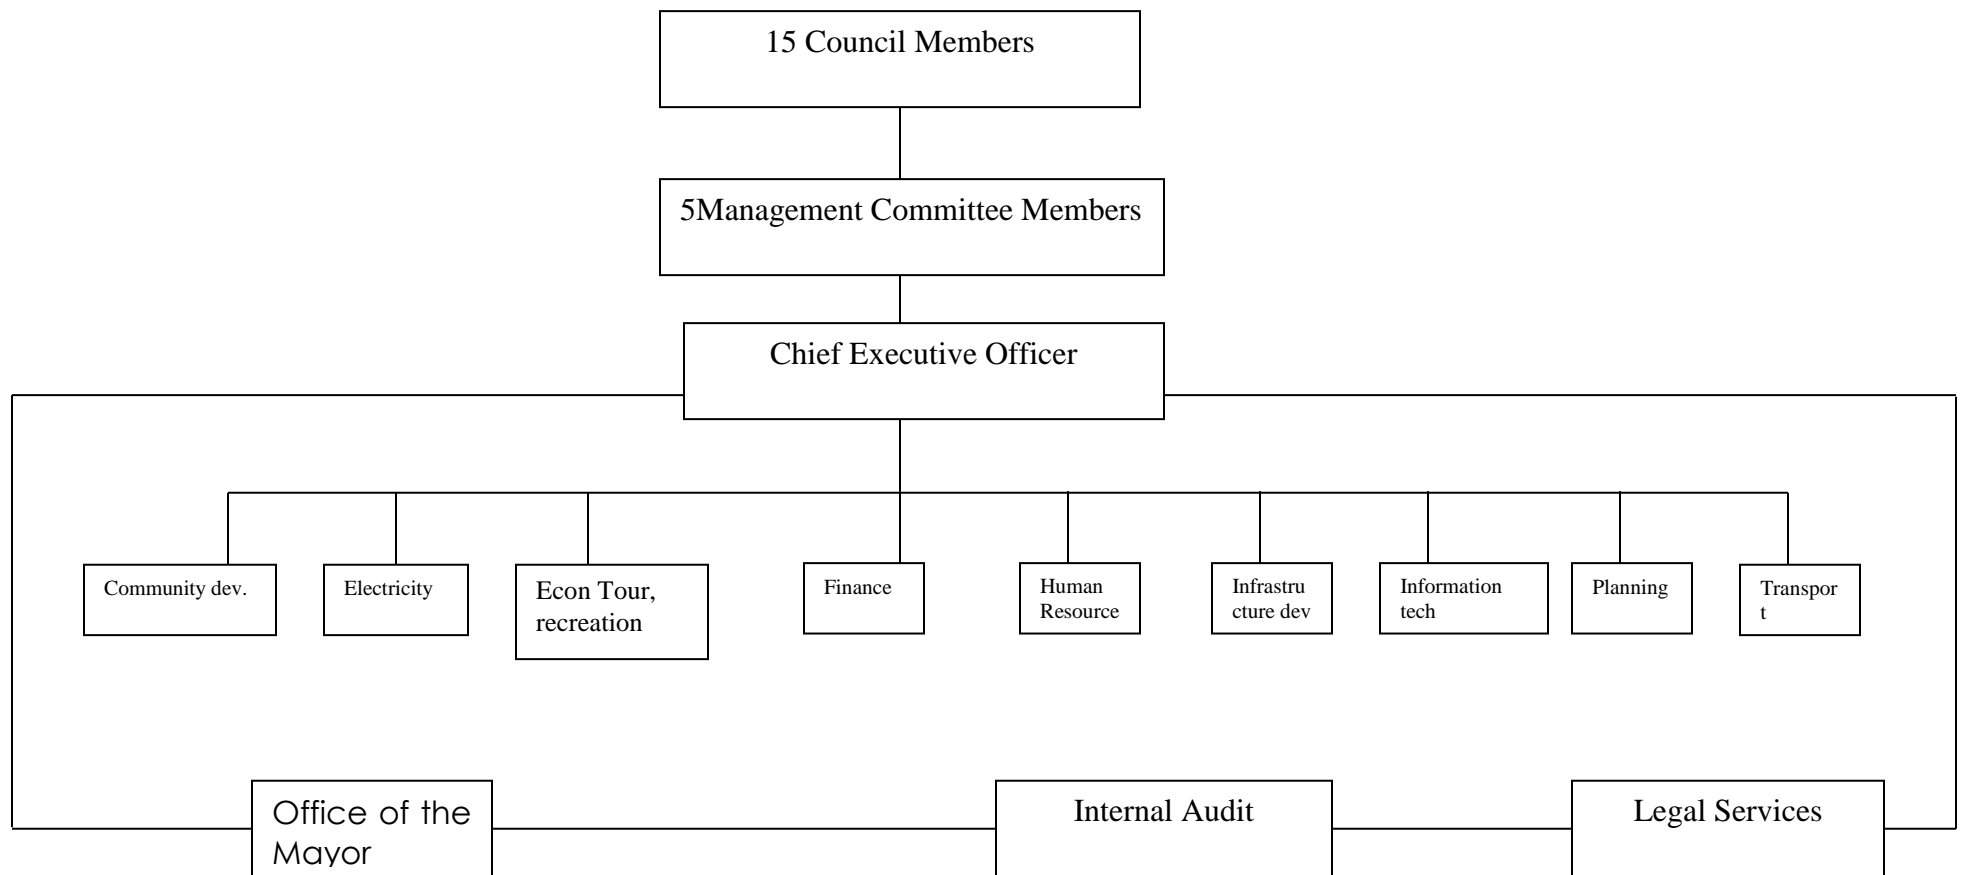 15 Council Members
5Management Committee Members
Chief Executive Officer
Community dev.
Electricity
Econ Tour,
recreation
Finance
Human
Resource
Infrastru
cture dev
Information
tech
Planning
Transpor
t
Office of the
Mayor
Internal Audit
Legal Services